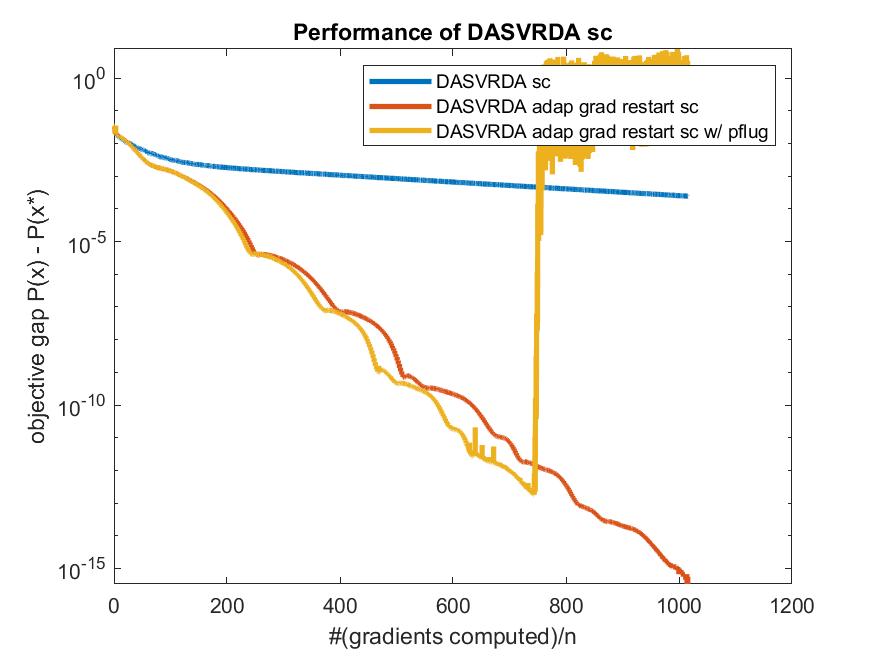 Performance of DASVRDA sc
DASVRDA sc
DASVRDA adap grad restart sc
DASVRDA adap grad restart sc w/ pflug
objective gap P(x) - P(x*)
10^0
10^-5
10^-10
10^-15
0 200 400 600 800 1000 1200
#(gradients computed)/n